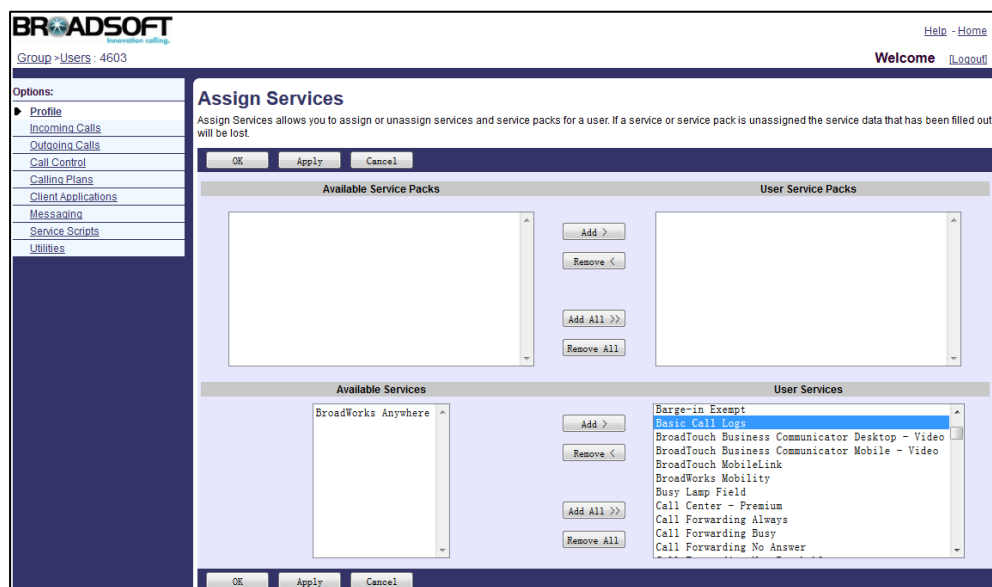 BROADSOFT
Innovation calling.
Help - Home
Group >Users : 4603
Welcome [Logout]
Options:
Profile
Incoming Calls
Outgoing Calls
Call Control
Calling Plans
Client Applications
Messaging
Service Scripts
Utilities
Assign Services
Assign Services allows you to assign or unassign services and service packs for a user. If a service or service pack is unassigned the service data that has been filled out
will be lost.
OK Apply Cancel
Available Service Packs
User Service Packs
Add >
Remove <
Add All >>
Remove All
Available Services
User Services
BroadWorks Anywhere
Add >
Remove <
Add All >>
Remove All
Barge-in Exempt
Basic Call Logs
BroadTouch Business Communicator Desktop - Video
BroadTouch Business Communicator Mobile - Video
BroadTouch MobileLink
BroadWorks Mobility
Busy Lamp Field
Call Center - Premium
Call Forwarding Always
Call Forwarding Busy
Call Forwarding No Answer
OK Apply Cancel